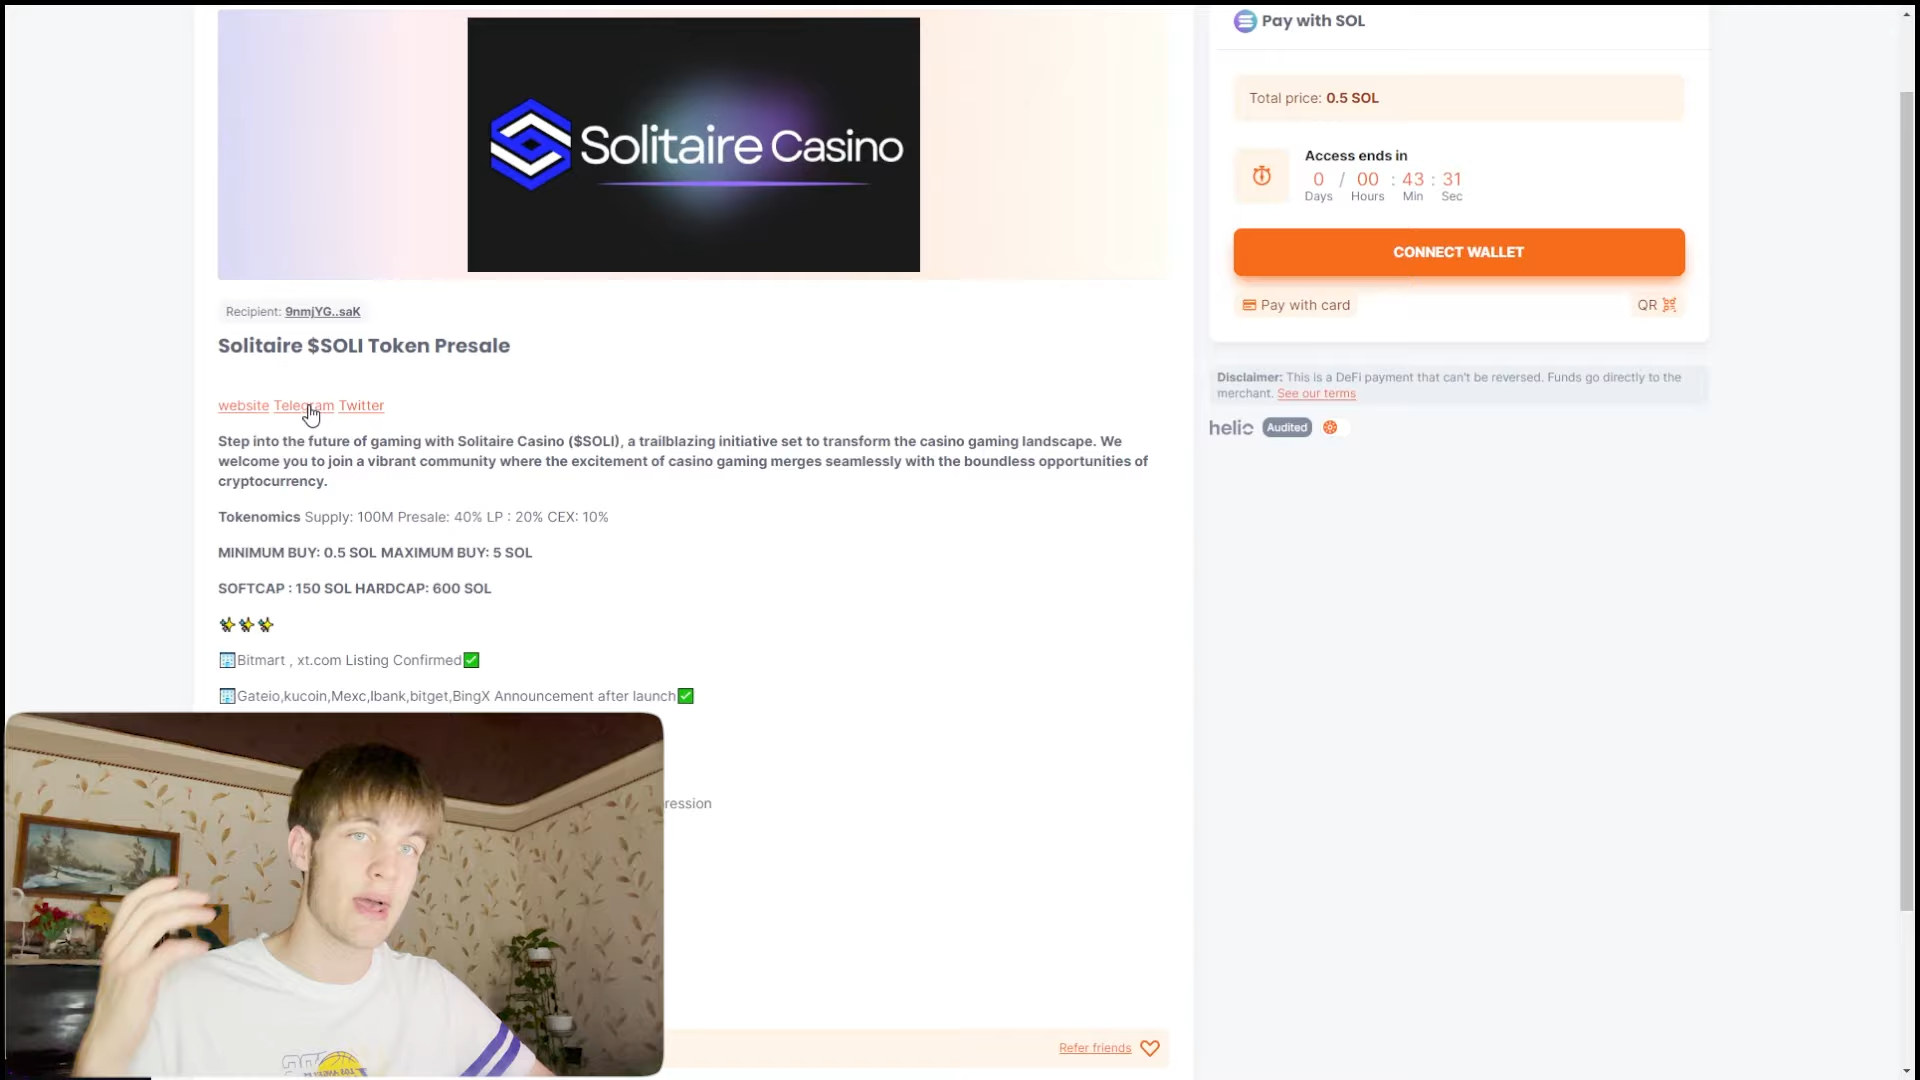 Solitaire Casino
Recipient: 9nmjYG..saK
Solitaire $SOLI Token Presale
website Telegram Twitter
Step into the future of gaming with Solitaire Casino ($SOLI), a trailblazing initiative set to transform the casino gaming landscape. We
welcome you to join a vibrant community where the excitement of casino gaming merges seamlessly with the boundless opportunities of
cryptocurrency.
Tokenomics Supply: 100M Presale: 40% LP : 20% CEX: 10%
MINIMUM BUY: 0.5 SOL MAXIMUM BUY: 5 SOL
SOFTCAP : 150 SOL HARDCAP: 600 SOL
Bitmart , xt.com Listing Confirmed
Gateio,kucoin,Mexc,lbank,bitget,BingX Announcement after launch
ression
Refer friends
Pay with SOL
Total price: 0.5 SOL
Access ends in
0 / 00 : 43 : 31
Days Hours Min Sec
CONNECT WALLET
Pay with card
QR
Disclaimer: This is a DeFi payment that can't be reversed. Funds go directly to the
merchant. See our terms
helio Audited